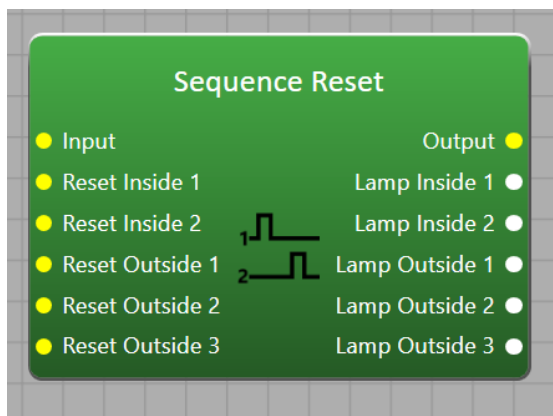 Sequence Reset
Input Output
Reset Inside 1 Lamp Inside 1
Reset Inside 2 Lamp Inside 2
1
Reset Outside 1 Lamp Outside 1
2
Reset Outside 2 Lamp Outside 2
Reset Outside 3 Lamp Outside 3